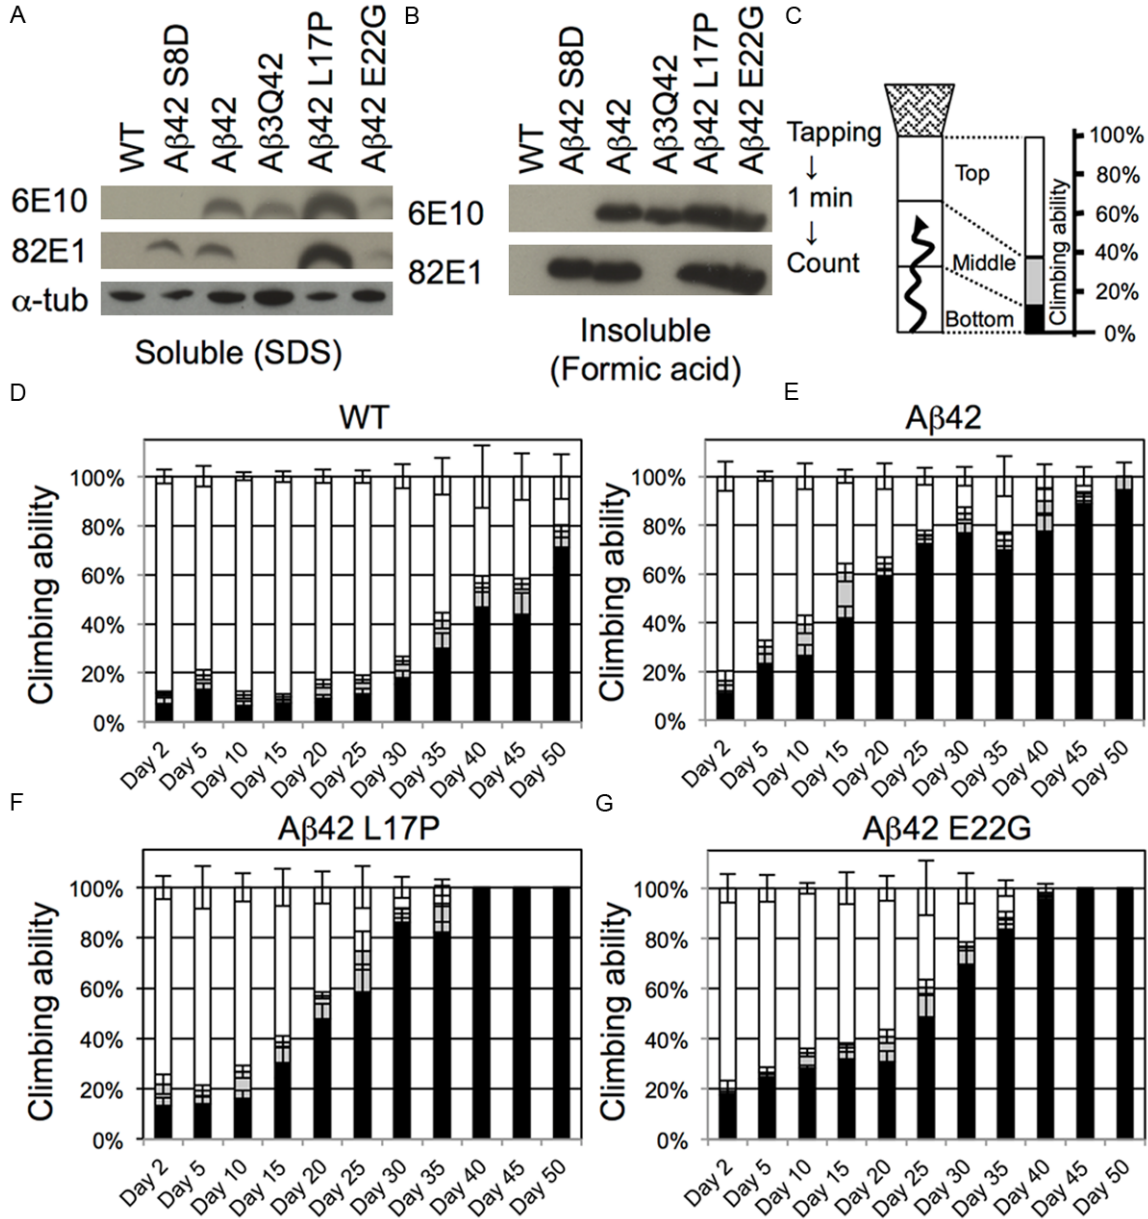 A
WT
Aβ42 S8D
Aβ42
Aβ3Q42
Aβ42 L17P
Aβ42 E22G
6E10
82E1
α-tub
Soluble (SDS)
B
WT
Aβ42 S8D
Aβ42
Aβ3Q42
Aβ42 L17P
Aβ42 E22G
6E10
82E1
Insoluble
(Formic acid)
C
Tapping
↓
1 min
↓
Count
Top
Middle
Bottom
Climbing ability
100%
80%
60%
40%
20%
0%
D
WT
Climbing ability
100%
80%
60%
40%
20%
0%
Day 2
Day 5
Day 10
Day 15
Day 20
Day 25
Day 30
Day 35
Day 40
Day 45
Day 50
E
Aβ42
Climbing ability
100%
80%
60%
40%
20%
0%
Day 2
Day 5
Day 10
Day 15
Day 20
Day 25
Day 30
Day 35
Day 40
Day 45
Day 50
F
Aβ42 L17P
Climbing ability
100%
80%
60%
40%
20%
0%
Day 2
Day 5
Day 10
Day 15
Day 20
Day 25
Day 30
Day 35
Day 40
Day 45
Day 50
G
Aβ42 E22G
Climbing ability
100%
80%
60%
40%
20%
0%
Day 2
Day 5
Day 10
Day 15
Day 20
Day 25
Day 30
Day 35
Day 40
Day 45
Day 50